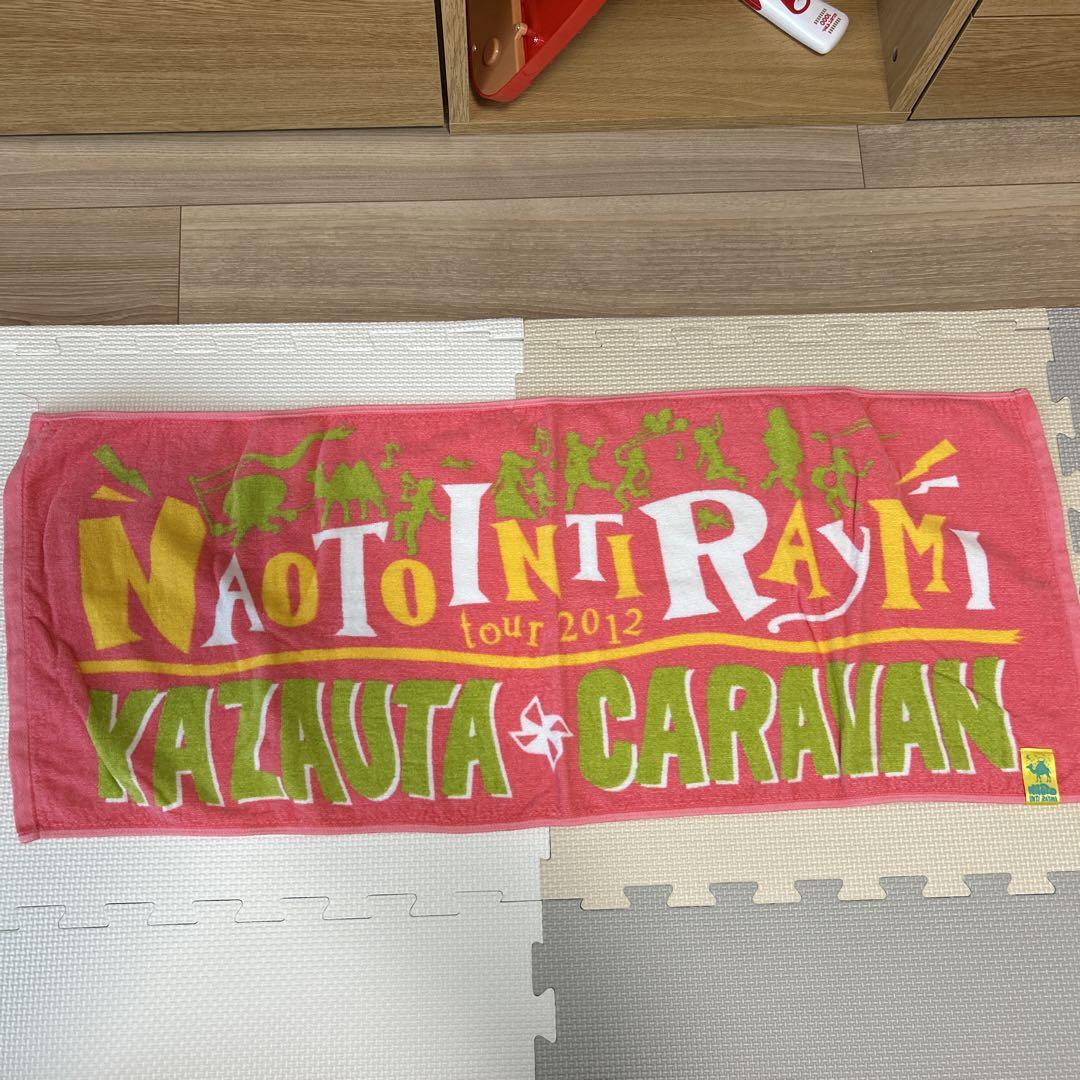 NAOTO INTI RAYMI
tour 2012
KAZAUTA CARAVAN